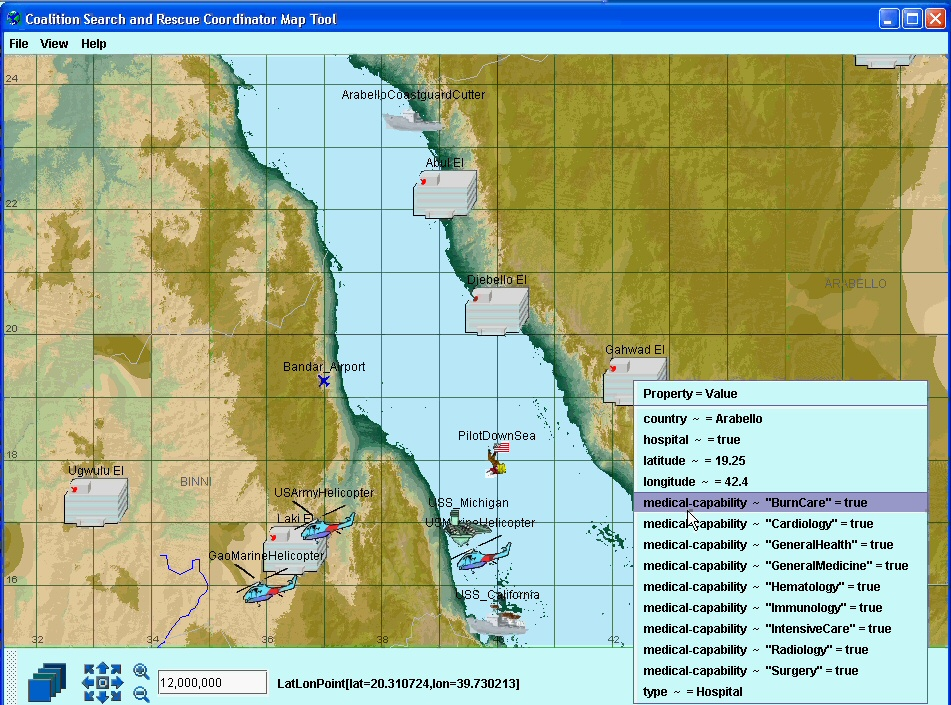 Coalition Search and Rescue Coordinator Map Tool
File View Help
24
ArabelloCoastguardCutter
Abul El
22
Djebello El
ARABELLO
20
Gahwad El
Bandar_Airport
Property = Value
country ~ = Arabello
hospital ~ = true
latitude ~ = 19.25
longitude ~ = 42.4
medical-capability ~ "BurnCare" = true
medical-capability ~ "Cardiology" = true
medical-capability ~ "GeneralHealth" = true
medical-capability ~ "GeneralMedicine" = true
medical-capability ~ "Hematology" = true
medical-capability ~ "Immunology" = true
medical-capability ~ "IntensiveCare" = true
medical-capability ~ "Radiology" = true
medical-capability ~ "Surgery" = true
type ~ = Hospital
PilotDownSea
18
Ugwulu El
BINNI
USArmyHelicopter
USS_Michigan
Laki El
USMarineHelicopter
GaoMarineHelicopter
16
USS_California
32 34 36 38 40 42
12,000,000
LatLonPoint[lat=20.310724,lon=39.730213]